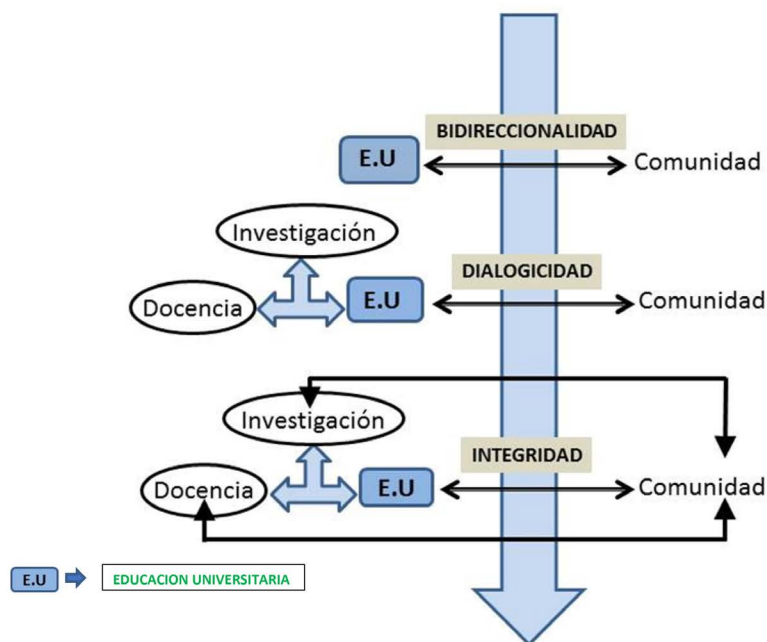 BIDIRECCIONALIDAD
E.U
Comunidad
Investigación
DIALOGICIDAD
Docencia
E.U
Comunidad
Investigación
INTEGRIDAD
Docencia
E.U
Comunidad
E.U
EDUCACION UNIVERSITARIA